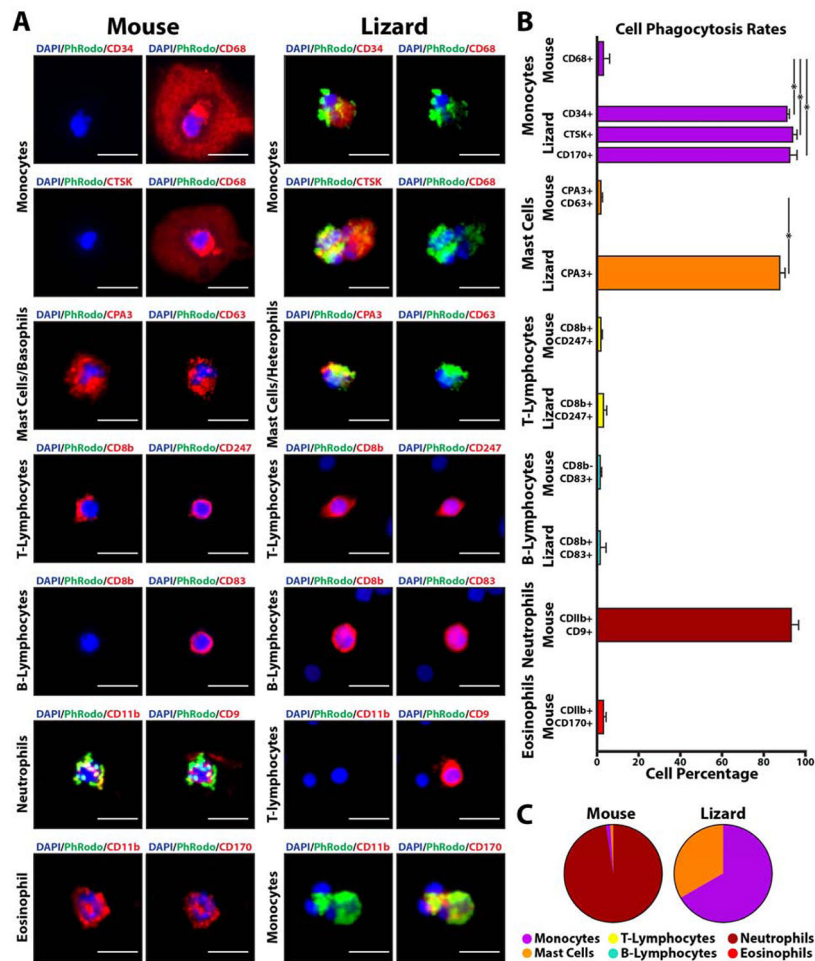 A
Mouse
Lizard
DAPI/PhRodo/CD34 DAPI/PhRodo/CD68 DAPI/PhRodo/CD34 DAPI/PhRodo/CD68
Monocytes
DAPI/PhRodo/CTSK DAPI/PhRodo/CD68 DAPI/PhRodo/CTSK DAPI/PhRodo/CD68
Monocytes
DAPI/PhRodo/CPA3 DAPI/PhRodo/CD63 DAPI/PhRodo/CPA3 DAPI/PhRodo/CD63
Mast Cells/Basophils
Mast Cells/Heterophils
DAPI/PhRodo/CD8b DAPI/PhRodo/CD247 DAPI/PhRodo/CD8b DAPI/PhRodo/CD247
T-Lymphocytes
T-Lymphocytes
DAPI/PhRodo/CD8b DAPI/PhRodo/CD83 DAPI/PhRodo/CD8b DAPI/PhRodo/CD83
B-Lymphocytes
B-Lymphocytes
DAPI/PhRodo/CD11b DAPI/PhRodo/CD9 DAPI/PhRodo/CD11b DAPI/PhRodo/CD9
Neutrophils
T-lymphocytes
DAPI/PhRodo/CD11b DAPI/PhRodo/CD170 DAPI/PhRodo/CD11b DAPI/PhRodo/CD170
Eosinophil
Monocytes
B
Cell Phagocytosis Rates
Monocytes
Mouse
CD68+
Lizard
CD34+
CTSK+
CD170+
*
*
*
Mast Cells
Mouse
CPA3+
CD63+
Lizard
CPA3+
*
T-Lymphocytes
Mouse
CD8b+
CD247+
Lizard
CD8b+
CD247+
B-Lymphocytes
Mouse
CD8b-
CD83+
Lizard
CD8b+
CD83+
Neutrophils
Mouse
CDIIb+
CD9+
Eosinophils
Mouse
CDIIb+
CD170+
0 20 40 60 80 100
Cell Percentage
C
Mouse Lizard
Monocytes T-Lymphocytes Neutrophils
Mast Cells B-Lymphocytes Eosinophils